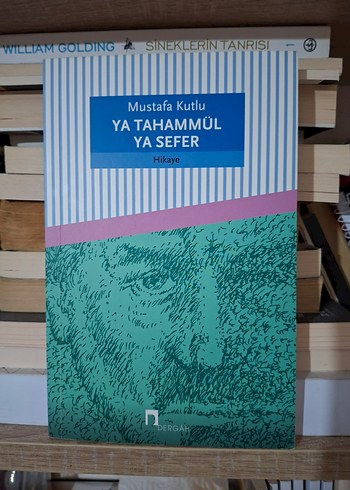 WILLIAM GOLDING SİNEKLERİN TANRISI
Mustafa Kutlu
YA TAHAMMÜL
YA SEFER
Hikaye
DERGÂH